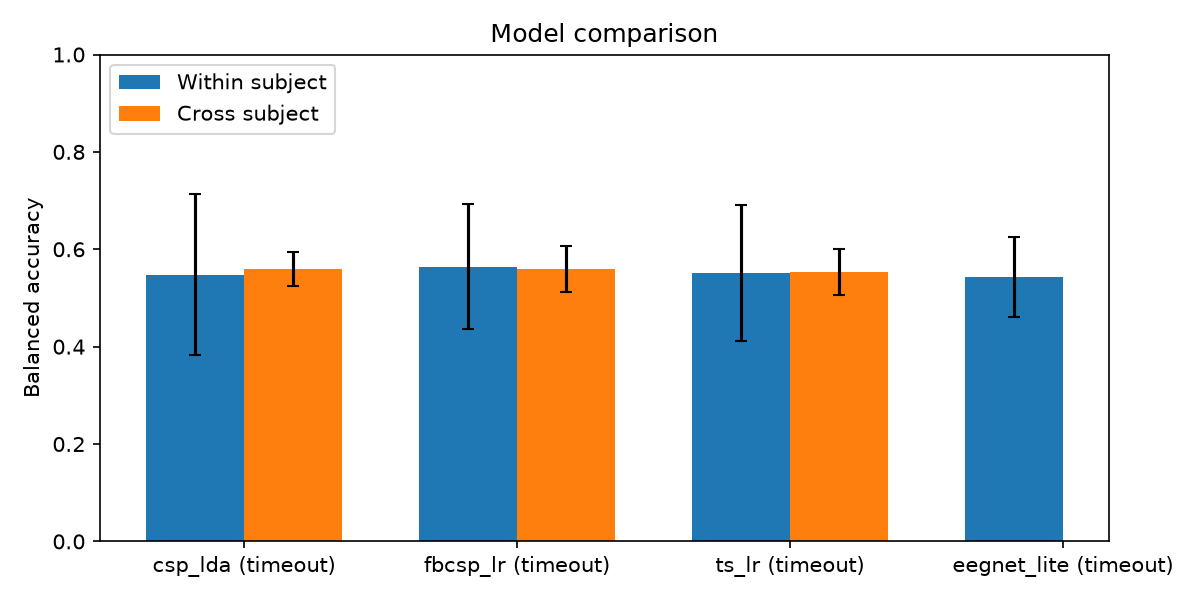 Model comparison
Within subject
Cross subject
Balanced accuracy
1.0
0.8
0.6
0.4
0.2
0.0
csp_lda (timeout) fbcsp_lr (timeout) ts_lr (timeout) eegnet_lite (timeout)